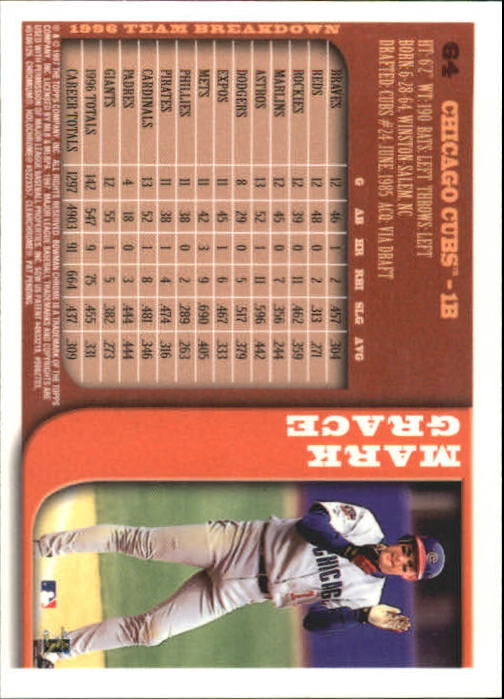 64 CHICAGO CUBS™ - 1B
HT: 6'2" WT: 190 BATS: LEFT THROWS: LEFT
BORN: 6-28-64, WINSTON-SALEM, NC
DRAFTED: CUBS #24-JUNE, 1985 ACQ: VIA DRAFT
G AB HR RBI SLG AVG
BRAVES 12 46 1 2 .457 .304
REDS 12 48 0 2 .313 .271
ROCKIES 12 39 0 11 .462 .359
MARLINS 12 45 0 7 .356 .244
ASTROS 13 52 1 11 .596 .442
DODGERS 8 29 0 5 .517 .379
EXPOS 11 45 1 6 .467 .333
METS 11 42 3 9 .690 .405
PHILLIES 11 38 0 2 .289 .263
PIRATES 11 38 1 4 .474 .316
CARDINALS 13 52 1 8 .481 .346
PADRES 4 18 0 3 .444 .444
GIANTS 12 55 1 5 .382 .273
1996 TOTALS 142 547 9 75 .455 .331
CAREER TOTALS 1297 4903 91 664 .437 .309
1996 TEAM BREAKDOWN
MARK
GRACE
CHICAGO